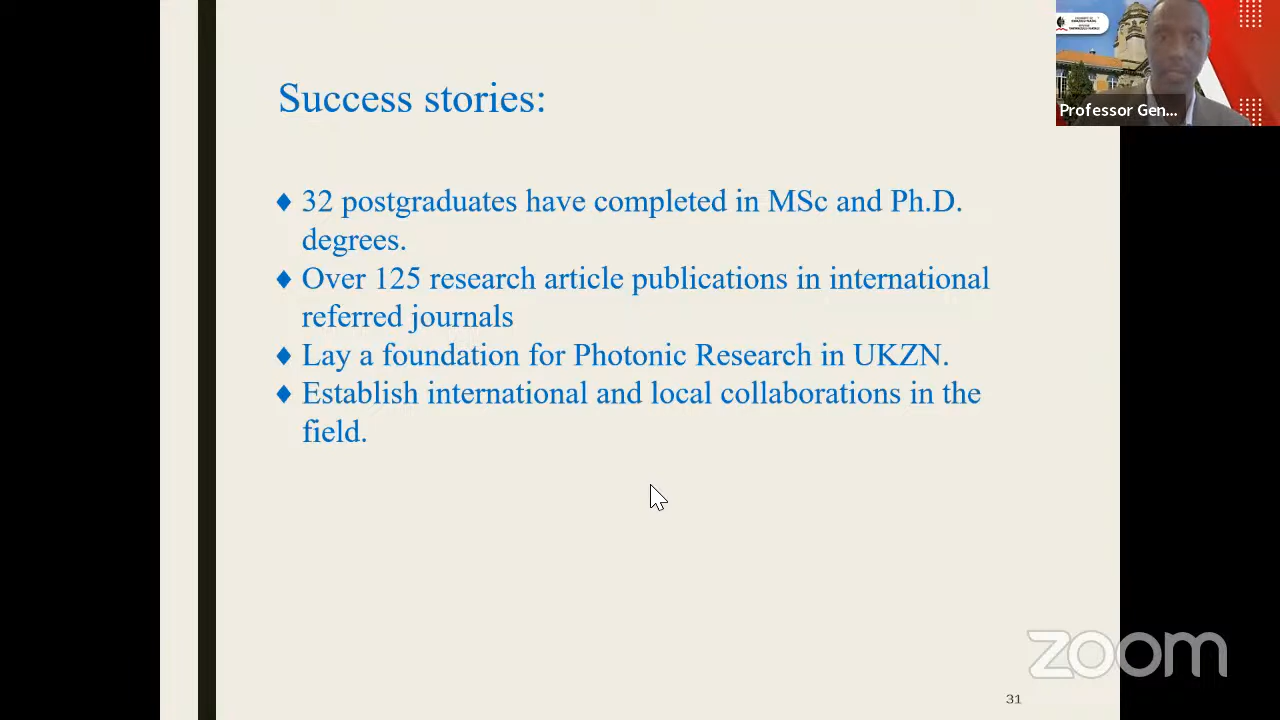 Success stories:
♦ 32 postgraduates have completed in MSc and Ph.D.
degrees.
♦ Over 125 research article publications in international
referred journals
♦ Lay a foundation for Photonic Research in UKZN.
♦ Establish international and local collaborations in the
field.
Professor Gen...
zoom
31